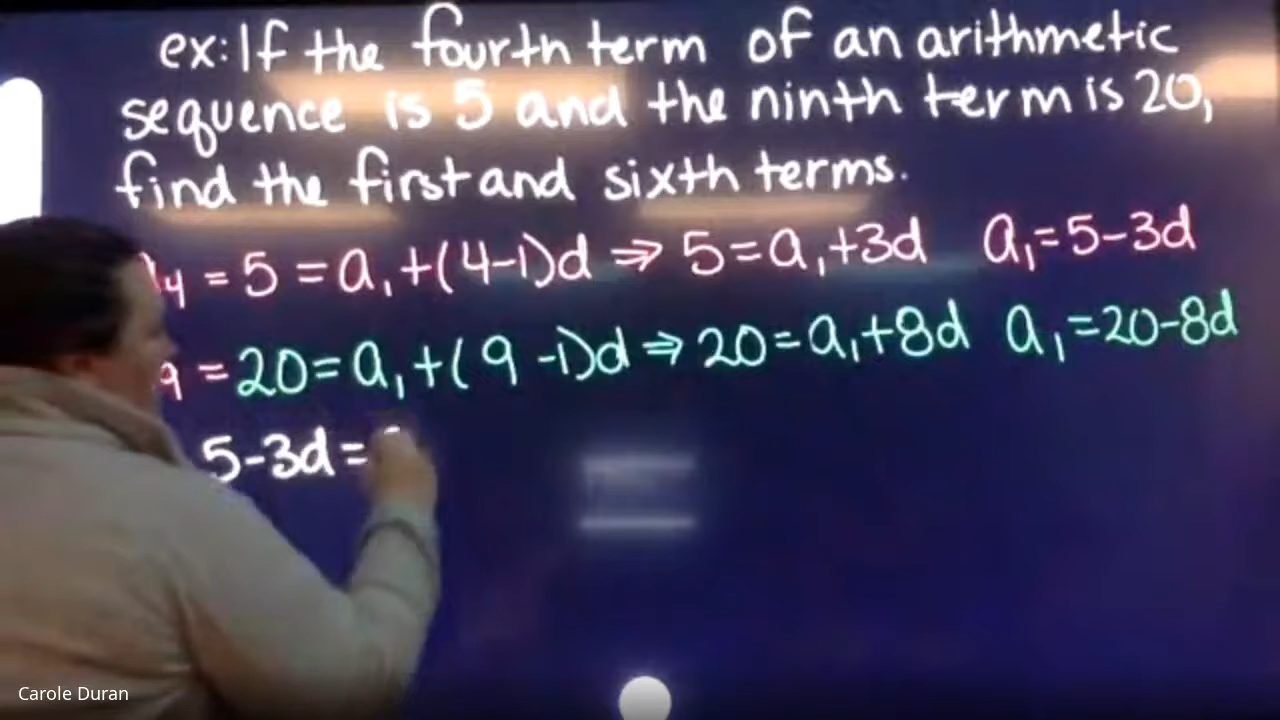 ex: If the fourth term of an arithmetic
sequence is 5 and the ninth term is 20,
find the first and sixth terms.
4 = 5 = a₁+(4-1)d ⇒ 5=a₁+3d a₁=5-3d
9 = 20=a₁+(9-1)d ⇒ 20=a₁+8d a₁=20-8d
5-3d=
Carole Duran